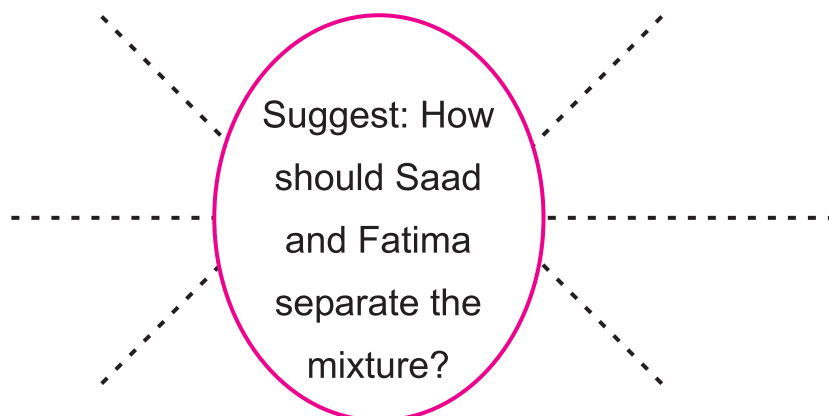 Suggest: How
should Saad
and Fatima
separate the
mixture?